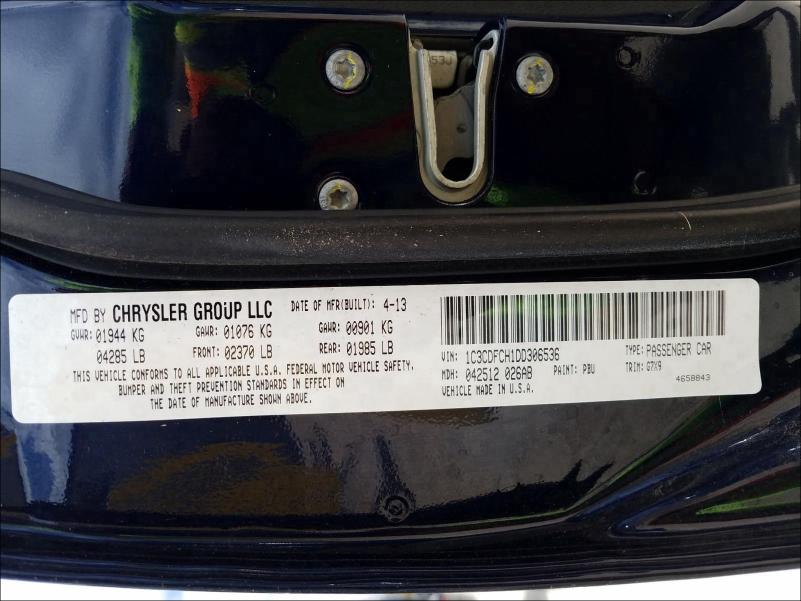 53J
MFD BY CHRYSLER GROUP LLC DATE OF MFR(BUILT): 4-13
GVWR: 01944 KG GAWR: 01076 KG GAWR: 00901 KG
04285 LB FRONT: 02370 LB REAR: 01985 LB
THIS VEHICLE CONFORMS TO ALL APPLICABLE U.S.A. FEDERAL MOTOR VEHICLE SAFETY,
BUMPER AND THEFT PREVENTION STANDARDS IN EFFECT ON
THE DATE OF MANUFACTURE SHOWN ABOVE.
VIN: 1C3CDFCH1DD306536 TYPE: PASSENGER CAR
MDH: 042512 026AB PAINT: PBU TRIM: G7X9
VEHICLE MADE IN U.S.A. 4658843